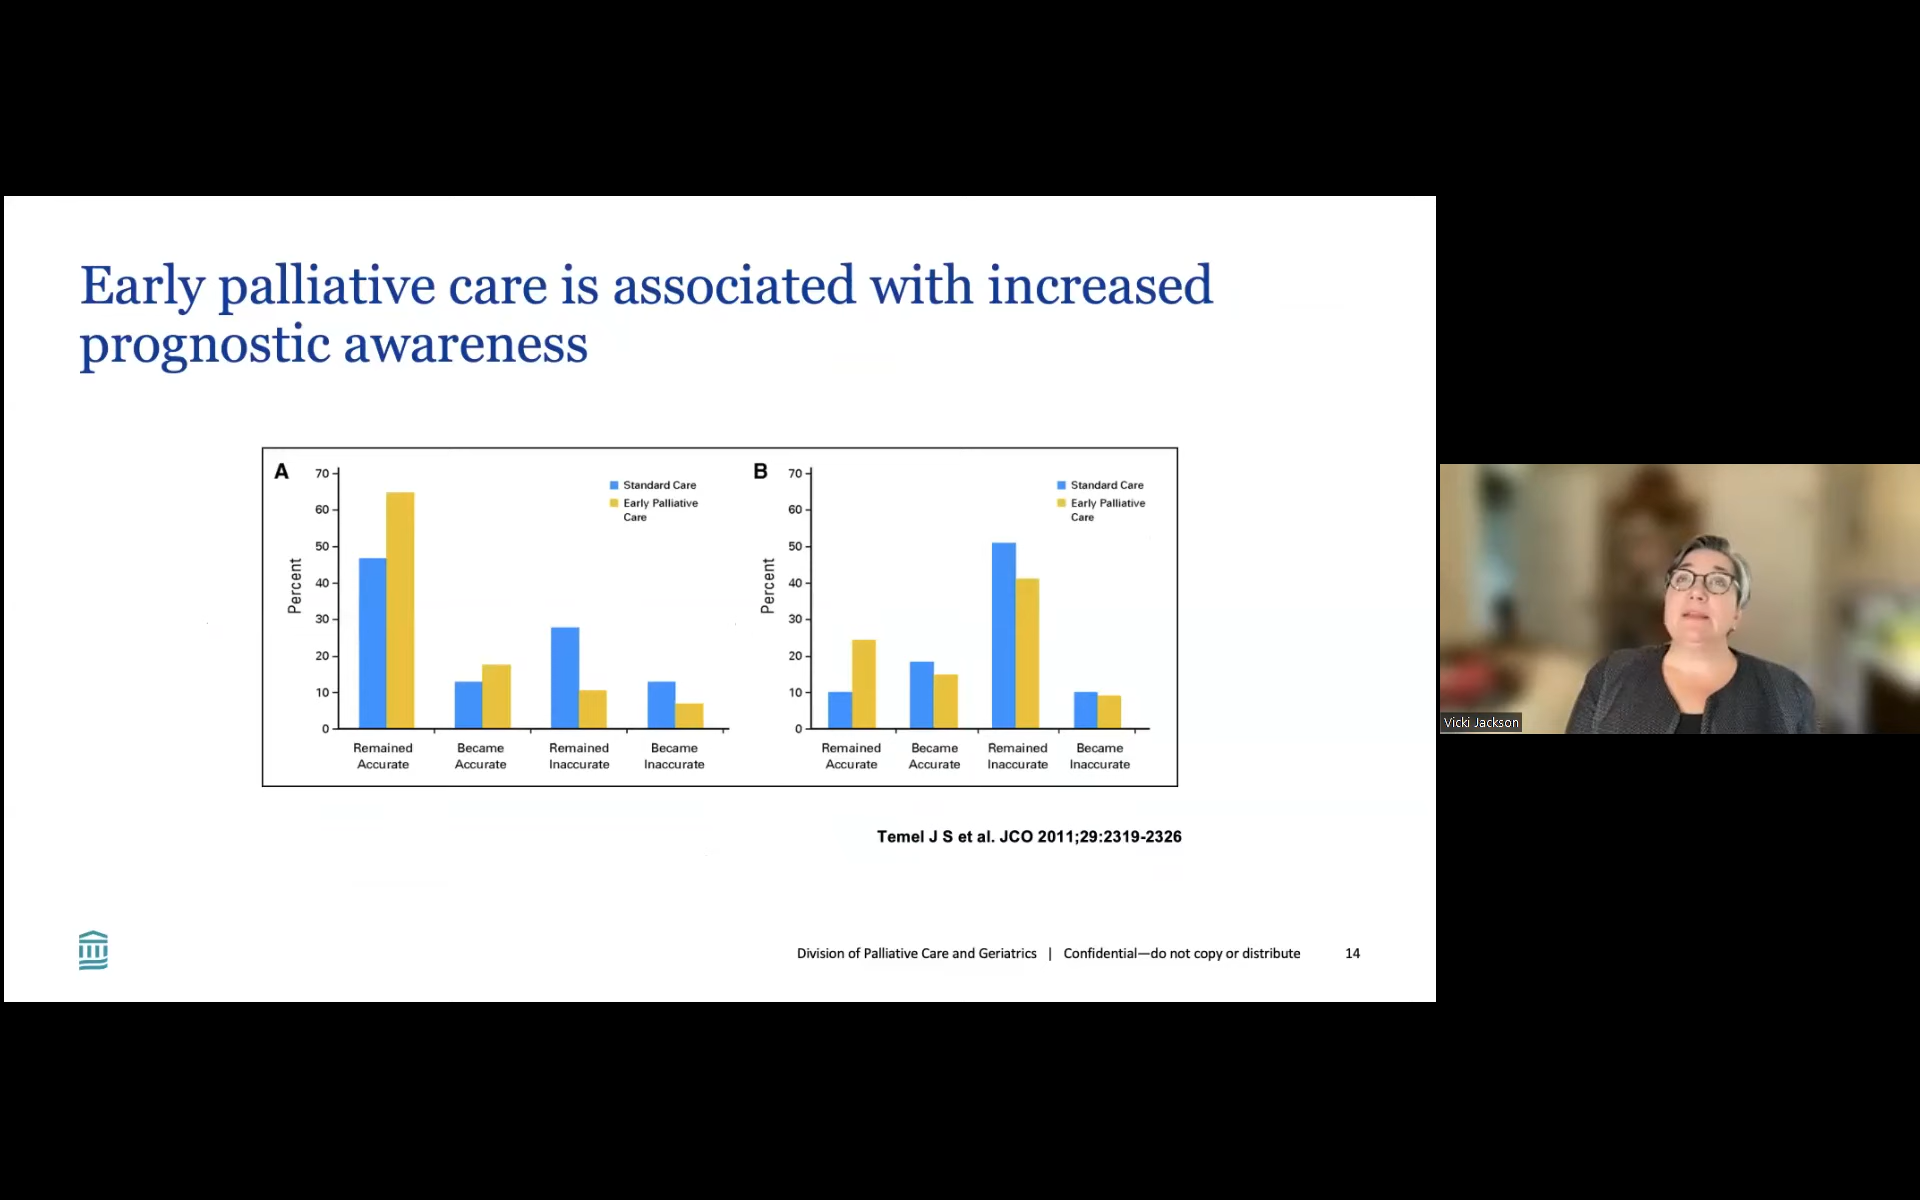 Early palliative care is associated with increased
prognostic awareness
A
70
60
50
40
30
20
10
0
Percent
Standard Care
Early Palliative
Care
Remained
Accurate
Became
Accurate
Remained
Inaccurate
Became
Inaccurate
B
70
60
50
40
30
20
10
0
Percent
Standard Care
Early Palliative
Care
Remained
Accurate
Became
Accurate
Remained
Inaccurate
Became
Inaccurate
Temel J S et al. JCO 2011;29:2319-2326
Division of Palliative Care and Geriatrics | Confidential—do not copy or distribute 14
Vicki Jackson